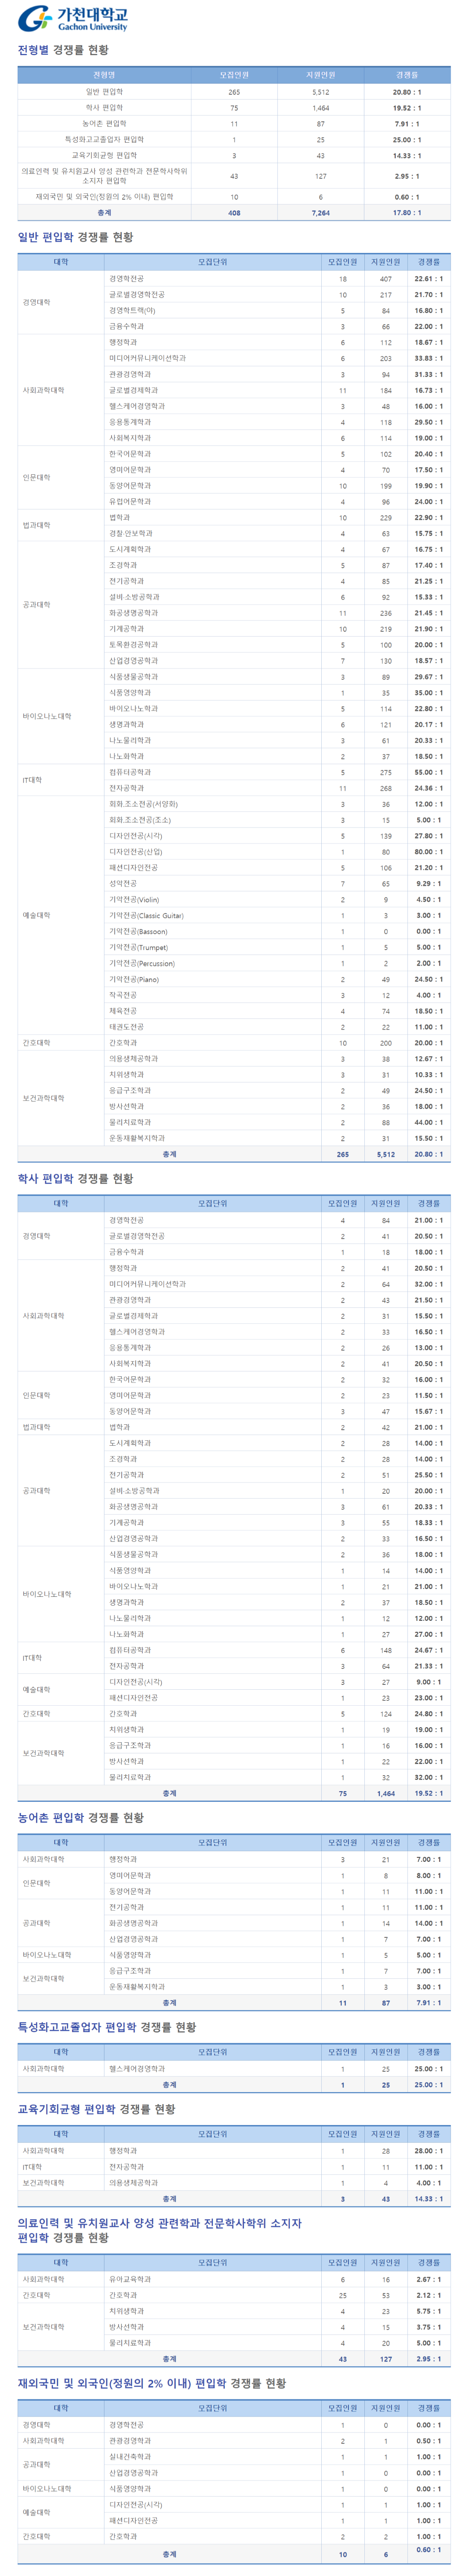 가천대학교
Gachon University
전형별 경쟁률 현황
전형명 모집인원 지원인원 경쟁률
일반 편입학 265 5,512 20.80 : 1
학사 편입학 75 1,464 19.52 : 1
농어촌 편입학 11 87 7.91 : 1
특성화고교졸업자 편입학 1 25 25.00 : 1
교육기회균형 편입학 3 43 14.33 : 1
의료인력 및 유치원교사 양성 관련학과 전문학사학위
소지자 편입학 43 127 2.95 : 1
재외국민 및 외국인(정원의 2% 이내) 편입학 10 6 0.60 : 1
총계 408 7,264 17.80 : 1
일반 편입학 경쟁률 현황
대학 모집단위 모집인원 지원인원 경쟁률
경영대학 경영학전공 18 407 22.61 : 1
글로벌경영학전공 10 217 21.70 : 1
경영학트랙(야) 5 84 16.80 : 1
금융수학과 3 66 22.00 : 1
사회과학대학 행정학과 6 112 18.67 : 1
미디어커뮤니케이션학과 6 203 33.83 : 1
관광경영학과 3 94 31.33 : 1
글로벌경제학과 11 184 16.73 : 1
헬스케어경영학과 3 48 16.00 : 1
응용통계학과 4 118 29.50 : 1
사회복지학과 6 114 19.00 : 1
인문대학 한국어문학과 5 102 20.40 : 1
영미어문학과 4 70 17.50 : 1
동양어문학과 10 199 19.90 : 1
유럽어문학과 4 96 24.00 : 1
법과대학 법학과 10 229 22.90 : 1
경찰·안보학과 4 63 15.75 : 1
공과대학 도시계획학과 4 67 16.75 : 1
조경학과 5 87 17.40 : 1
전기공학과 4 85 21.25 : 1
설비·소방공학과 6 92 15.33 : 1
화공생명공학과 11 236 21.45 : 1
기계공학과 10 219 21.90 : 1
토목환경공학과 5 100 20.00 : 1
산업경영공학과 7 130 18.57 : 1
바이오나노대학 식품생물공학과 3 89 29.67 : 1
식품영양학과 1 35 35.00 : 1
바이오나노학과 5 114 22.80 : 1
생명과학과 6 121 20.17 : 1
나노물리학과 3 61 20.33 : 1
나노화학과 2 37 18.50 : 1
IT대학 컴퓨터공학과 5 275 55.00 : 1
전자공학과 11 268 24.36 : 1
예술대학 회화.조소전공(서양화) 3 36 12.00 : 1
회화.조소전공(조소) 3 15 5.00 : 1
디자인전공(시각) 5 139 27.80 : 1
디자인전공(산업) 1 80 80.00 : 1
패션디자인전공 5 106 21.20 : 1
성악전공 7 65 9.29 : 1
기악전공(Violin) 2 9 4.50 : 1
기악전공(Classic Guitar) 1 3 3.00 : 1
기악전공(Bassoon) 1 0 0.00 : 1
기악전공(Trumpet) 1 5 5.00 : 1
기악전공(Percussion) 1 2 2.00 : 1
기악전공(Piano) 2 49 24.50 : 1
작곡전공 3 12 4.00 : 1
체육전공 4 74 18.50 : 1
태권도전공 2 22 11.00 : 1
간호대학 간호학과 10 200 20.00 : 1
보건과학대학 의용생체공학과 3 38 12.67 : 1
치위생학과 3 31 10.33 : 1
응급구조학과 2 49 24.50 : 1
방사선학과 2 36 18.00 : 1
물리치료학과 2 88 44.00 : 1
운동재활복지학과 2 31 15.50 : 1
총계 265 5,512 20.80 : 1
학사 편입학 경쟁률 현황
대학 모집단위 모집인원 지원인원 경쟁률
경영대학 경영학전공 4 84 21.00 : 1
글로벌경영학전공 2 41 20.50 : 1
금융수학과 1 18 18.00 : 1
사회과학대학 행정학과 2 41 20.50 : 1
미디어커뮤니케이션학과 2 64 32.00 : 1
관광경영학과 2 43 21.50 : 1
글로벌경제학과 2 31 15.50 : 1
헬스케어경영학과 2 33 16.50 : 1
응용통계학과 2 26 13.00 : 1
사회복지학과 2 41 20.50 : 1
인문대학 한국어문학과 2 32 16.00 : 1
영미어문학과 2 23 11.50 : 1
동양어문학과 3 47 15.67 : 1
법과대학 법학과 2 42 21.00 : 1
공과대학 도시계획학과 2 28 14.00 : 1
조경학과 2 28 14.00 : 1
전기공학과 2 51 25.50 : 1
설비·소방공학과 1 20 20.00 : 1
화공생명공학과 3 61 20.33 : 1
기계공학과 3 55 18.33 : 1
산업경영공학과 2 33 16.50 : 1
바이오나노대학 식품생물공학과 2 36 18.00 : 1
식품영양학과 1 14 14.00 : 1
바이오나노학과 1 21 21.00 : 1
생명과학과 2 37 18.50 : 1
나노물리학과 1 12 12.00 : 1
나노화학과 1 27 27.00 : 1
IT대학 컴퓨터공학과 6 148 24.67 : 1
전자공학과 3 64 21.33 : 1
예술대학 디자인전공(시각) 3 27 9.00 : 1
패션디자인전공 1 23 23.00 : 1
간호대학 간호학과 5 124 24.80 : 1
보건과학대학 치위생학과 1 19 19.00 : 1
응급구조학과 1 16 16.00 : 1
방사선학과 1 22 22.00 : 1
물리치료학과 1 32 32.00 : 1
총계 75 1,464 19.52 : 1
농어촌 편입학 경쟁률 현황
대학 모집단위 모집인원 지원인원 경쟁률
사회과학대학 행정학과 3 21 7.00 : 1
인문대학 영미어문학과 1 8 8.00 : 1
동양어문학과 1 11 11.00 : 1
공과대학 전기공학과 1 11 11.00 : 1
화공생명공학과 1 14 14.00 : 1
산업경영공학과 1 7 7.00 : 1
바이오나노대학 식품영양학과 1 5 5.00 : 1
보건과학대학 응급구조학과 1 7 7.00 : 1
운동재활복지학과 1 3 3.00 : 1
총계 11 87 7.91 : 1
특성화고교졸업자 편입학 경쟁률 현황
대학 모집단위 모집인원 지원인원 경쟁률
사회과학대학 헬스케어경영학과 1 25 25.00 : 1
총계 1 25 25.00 : 1
교육기회균형 편입학 경쟁률 현황
대학 모집단위 모집인원 지원인원 경쟁률
사회과학대학 행정학과 1 28 28.00 : 1
IT대학 전자공학과 1 11 11.00 : 1
보건과학대학 의용생체공학과 1 4 4.00 : 1
총계 3 43 14.33 : 1
의료인력 및 유치원교사 양성 관련학과 전문학사학위 소지자
편입학 경쟁률 현황
대학 모집단위 모집인원 지원인원 경쟁률
사회과학대학 유아교육학과 6 16 2.67 : 1
간호대학 간호학과 25 53 2.12 : 1
보건과학대학 치위생학과 4 23 5.75 : 1
방사선학과 4 15 3.75 : 1
물리치료학과 4 20 5.00 : 1
총계 43 127 2.95 : 1
재외국민 및 외국인(정원의 2% 이내) 편입학 경쟁률 현황
대학 모집단위 모집인원 지원인원 경쟁률
경영대학 경영학전공 1 0 0.00 : 1
사회과학대학 관광경영학과 2 1 0.50 : 1
공과대학 실내건축학과 1 1 1.00 : 1
산업경영공학과 1 0 0.00 : 1
바이오나노대학 식품영양학과 1 0 0.00 : 1
예술대학 디자인전공(시각) 1 1 1.00 : 1
패션디자인전공 1 1 1.00 : 1
간호대학 간호학과 2 2 1.00 : 1
총계 10 6 0.60 : 1